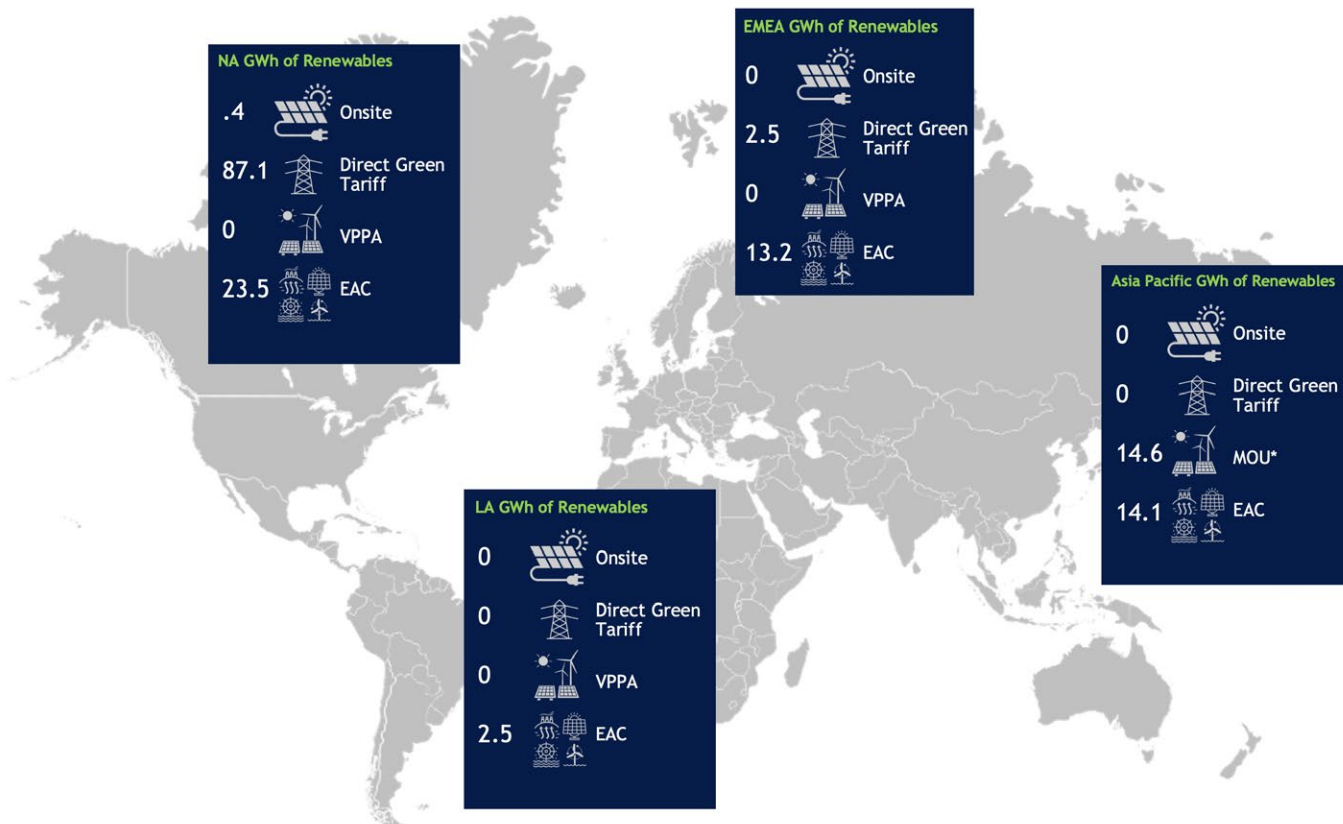 NA GWh of Renewables
.4 Onsite
87.1 Direct Green
Tariff
0 VPPA
23.5 EAC
EMEA GWh of Renewables
0 Onsite
2.5 Direct Green
Tariff
0 VPPA
13.2 EAC
Asia Pacific GWh of Renewables
0 Onsite
0 Direct Green
Tariff
14.6 MOU*
14.1 EAC
LA GWh of Renewables
0 Onsite
0 Direct Green
Tariff
0 VPPA
2.5 EAC